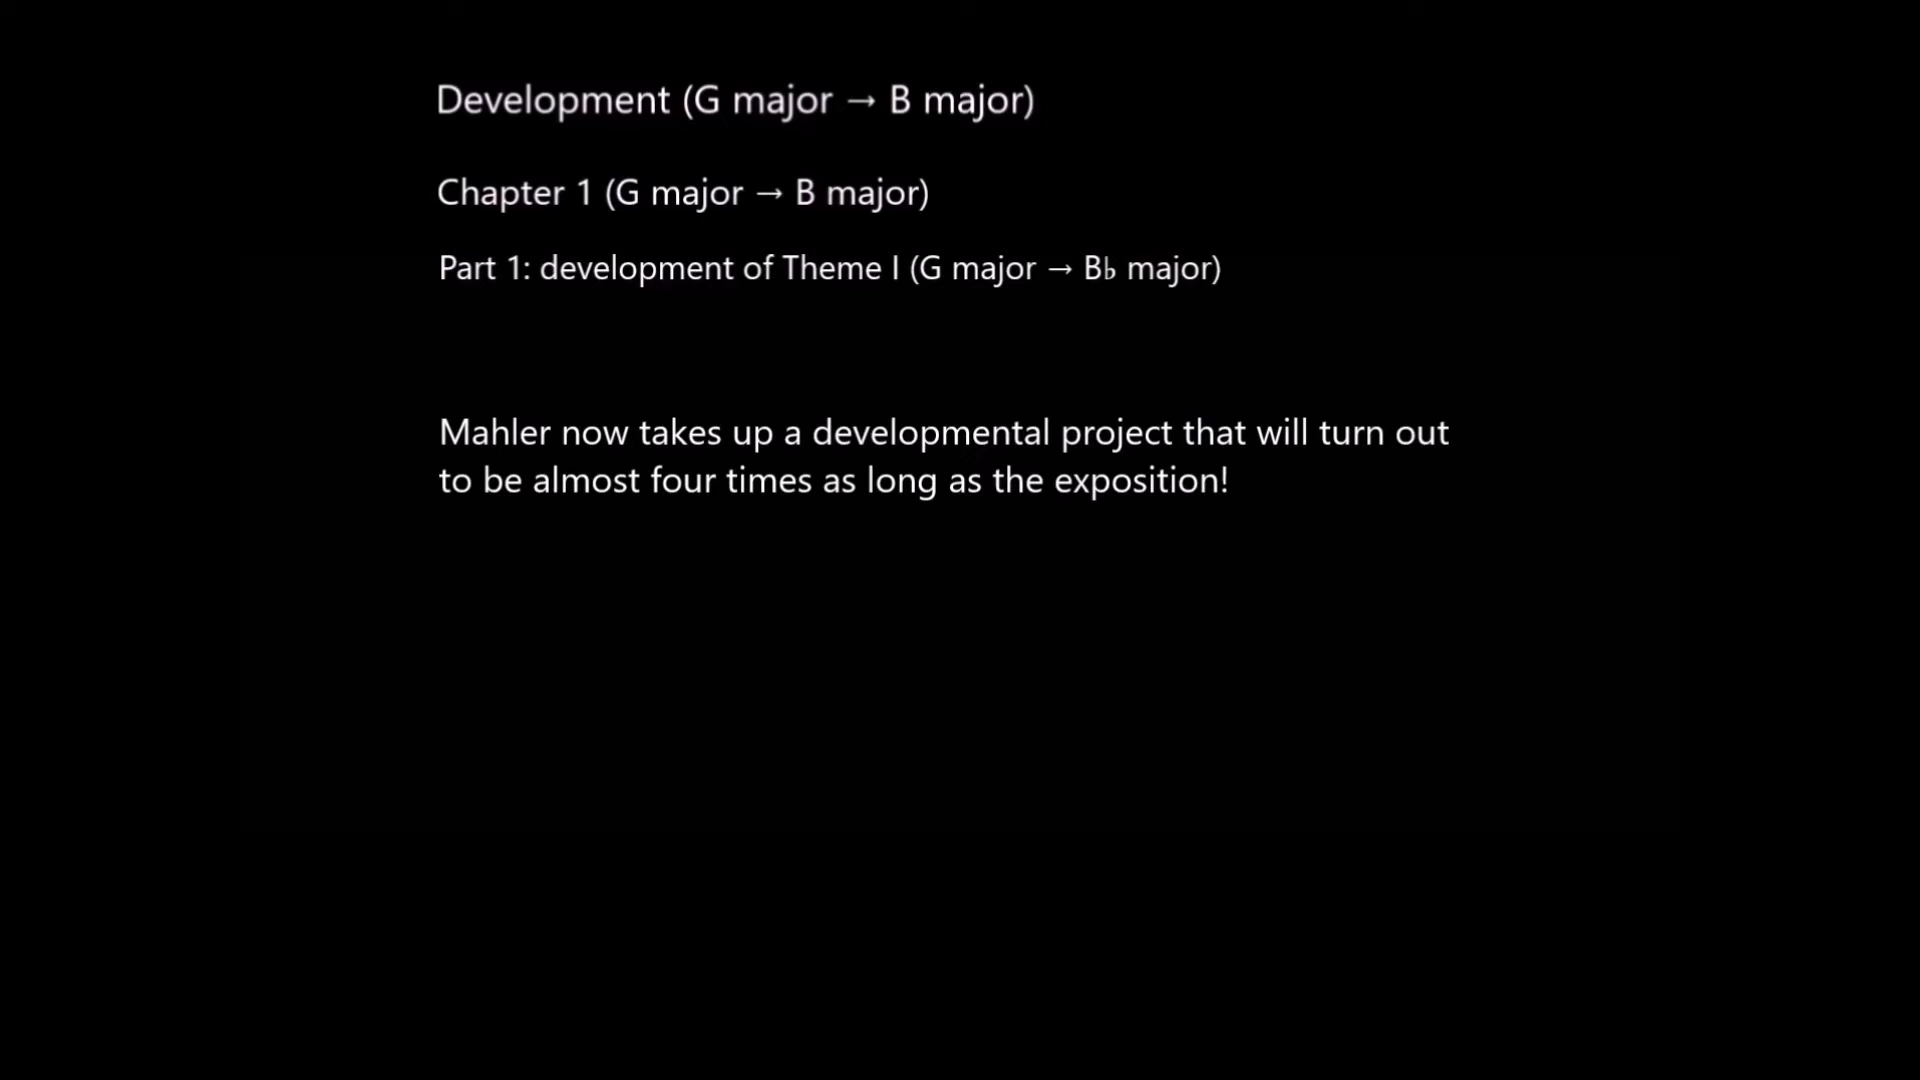 Development (G major → B major)
Chapter 1 (G major → B major)
Part 1: development of Theme I (G major → B♭ major)
Mahler now takes up a developmental project that will turn out
to be almost four times as long as the exposition!